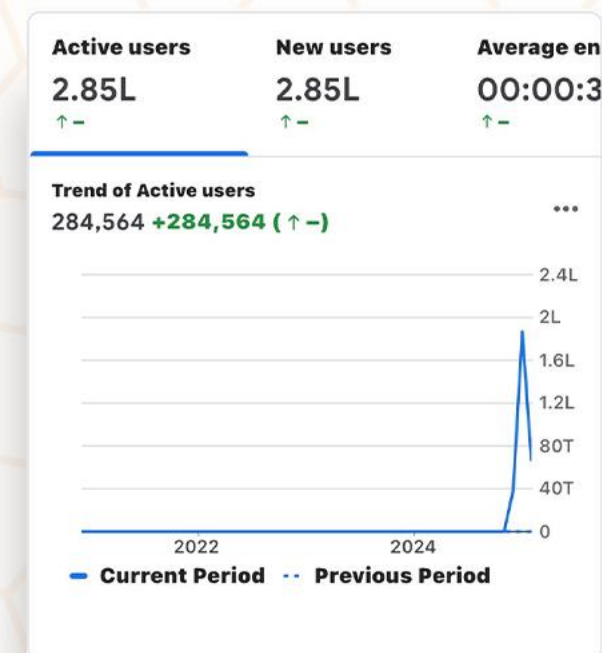 Active users New users Average en
2.85L 2.85L 00:00:3
↑ – ↑ – ↑ –
Trend of Active users
284,564 +284,564 ( ↑ –)
2.4L
2L
1.6L
1.2L
80T
40T
0
2022 2024
Current Period Previous Period